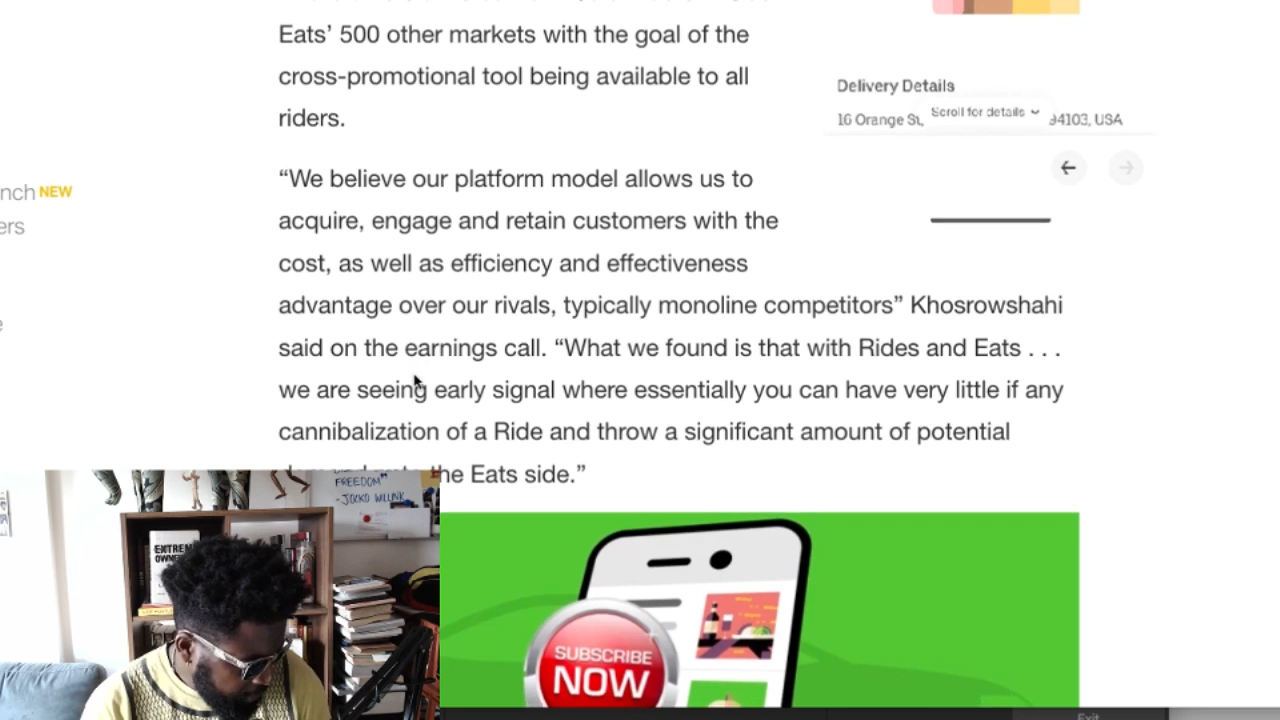 Eats’ 500 other markets with the goal of the
cross-promotional tool being available to all
riders.
“We believe our platform model allows us to
acquire, engage and retain customers with the
cost, as well as efficiency and effectiveness
advantage over our rivals, typically monoline competitors” Khosrowshahi
said on the earnings call. “What we found is that with Rides and Eats . . .
we are seeing early signal where essentially you can have very little if any
cannibalization of a Ride and throw a significant amount of potential
the Eats side.”
nch NEW
ers
e
Delivery Details
Scroll for details
16 Orange St, 94103, USA
FREEDOM”
-JOCKO WILLINK
EXTREME
OWNE
SUBSCRIBE
NOW
Exit